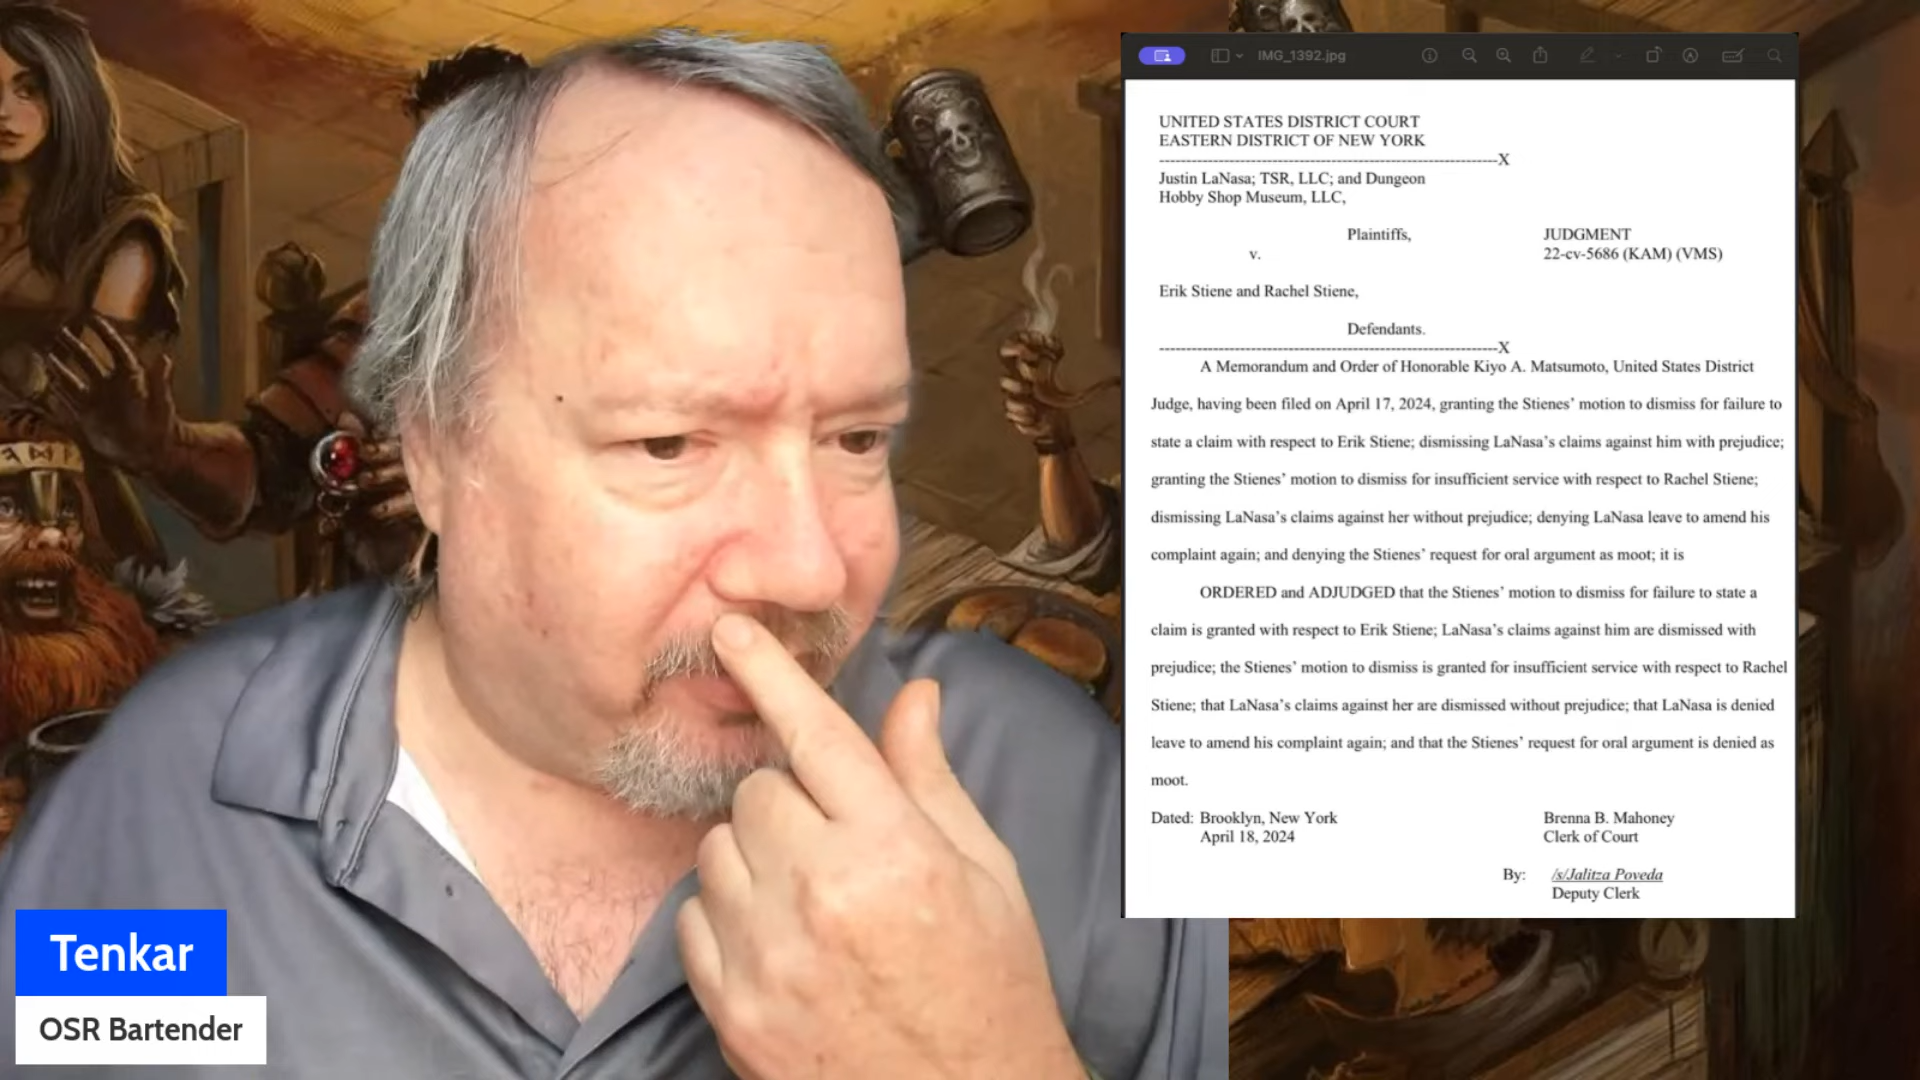 IMG_1392.jpg
UNITED STATES DISTRICT COURT
EASTERN DISTRICT OF NEW YORK
---------------------------------------------------------------X
Justin LaNasa; TSR, LLC; and Dungeon
Hobby Shop Museum, LLC,
Plaintiffs,
JUDGMENT
v.
22-cv-5686 (KAM) (VMS)
Erik Stiene and Rachel Stiene,
Defendants.
---------------------------------------------------------------X
A Memorandum and Order of Honorable Kiyo A. Matsumoto, United States District
Judge, having been filed on April 17, 2024, granting the Stienes’ motion to dismiss for failure to
state a claim with respect to Erik Stiene; dismissing LaNasa’s claims against him with prejudice;
granting the Stienes’ motion to dismiss for insufficient service with respect to Rachel Stiene;
dismissing LaNasa’s claims against her without prejudice; denying LaNasa leave to amend his
complaint again; and denying the Stienes’ request for oral argument as moot; it is
ORDERED and ADJUDGED that the Stienes’ motion to dismiss for failure to state a
claim is granted with respect to Erik Stiene; LaNasa’s claims against him are dismissed with
prejudice; the Stienes’ motion to dismiss is granted for insufficient service with respect to Rachel
Stiene; that LaNasa’s claims against her are dismissed without prejudice; that LaNasa is denied
leave to amend his complaint again; and that the Stienes’ request for oral argument is denied as
moot.
Dated: Brooklyn, New York
April 18, 2024
Brenna B. Mahoney
Clerk of Court
By: /s/Jalitza Poveda
Deputy Clerk
Tenkar
OSR Bartender